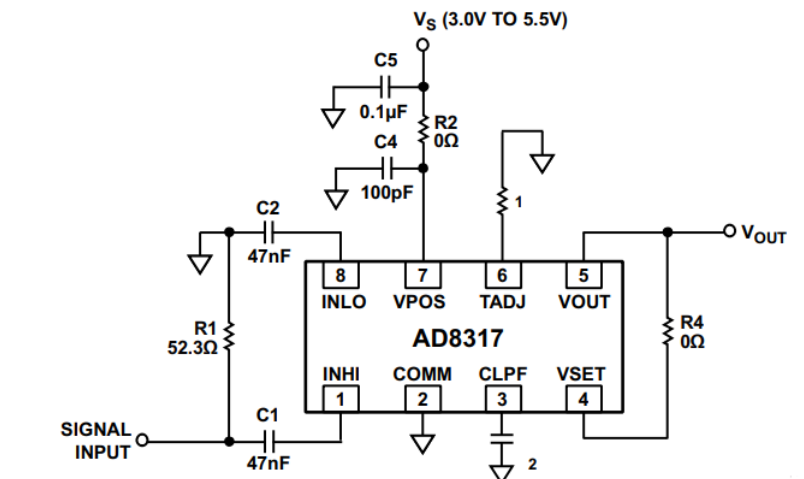 VS (3.0V TO 5.5V)
C5
0.1µF
R2
0Ω
C4
100pF
1
C2
47nF
VOUT
8
7
6
5
INLO
VPOS
TADJ
VOUT
R1
52.3Ω
AD8317
R4
0Ω
INHI
COMM
CLPF
VSET
1
2
3
4
SIGNAL
INPUT
C1
47nF
2